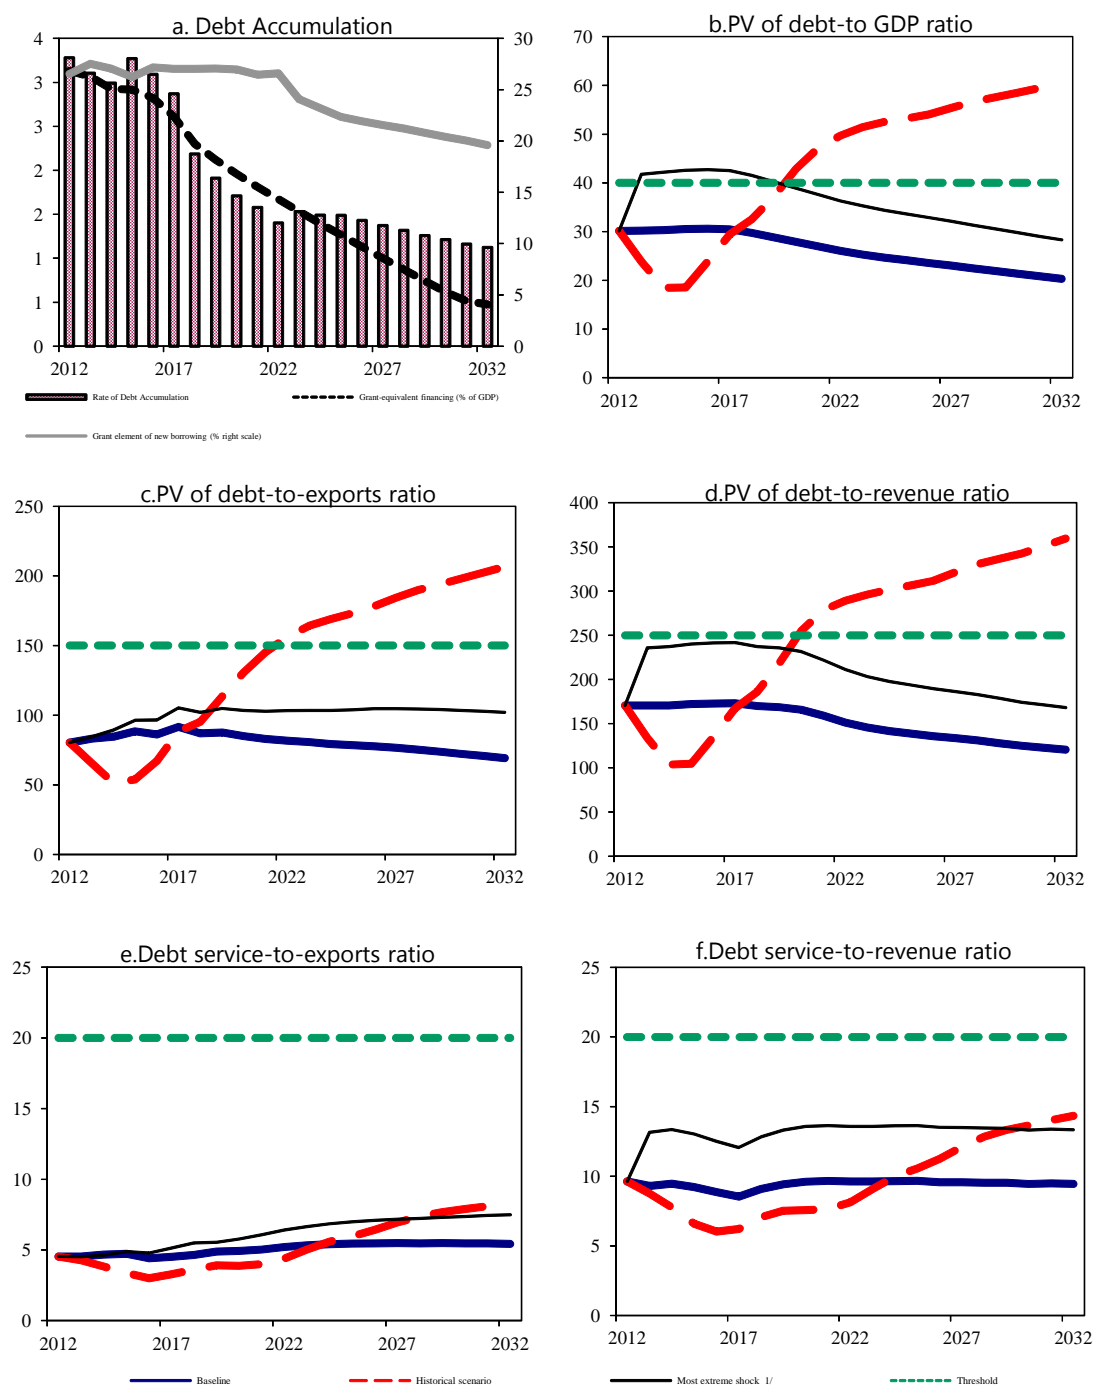 a. Debt Accumulation
4
3
3
2
2
1
1
0
30
25
20
15
10
5
0
2012 2017 2022 2027 2032
Rate of Debt Accumulation
Grant-equivalent financing (% of GDP)
Grant element of new borrowing (% right scale)
b.PV of debt-to GDP ratio
70
60
50
40
30
20
10
0
2012 2017 2022 2027 2032
c.PV of debt-to-exports ratio
250
200
150
100
50
0
2012 2017 2022 2027 2032
d.PV of debt-to-revenue ratio
400
350
300
250
200
150
100
50
0
2012 2017 2022 2027 2032
e.Debt service-to-exports ratio
25
20
15
10
5
0
2012 2017 2022 2027 2032
f.Debt service-to-revenue ratio
25
20
15
10
5
0
2012 2017 2022 2027 2032
Baseline
Historical scenario
Most extreme shock 1/
Threshold